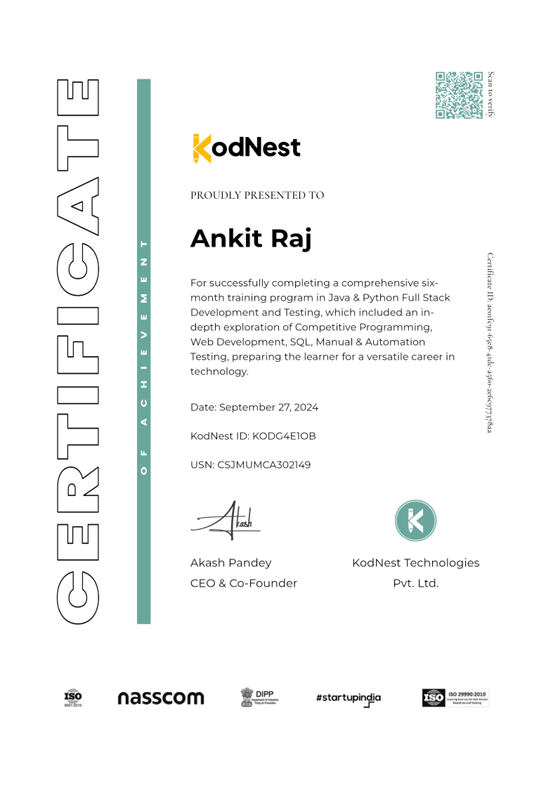 CERTIFICATE
OF ACHIEVEMENT
Scan to verify
KodNest
PROUDLY PRESENTED TO
Ankit Raj
For successfully completing a comprehensive six-
month training program in Java & Python Full Stack
Development and Testing, which included an in-
depth exploration of Competitive Programming,
Web Development, SQL, Manual & Automation
Testing, preparing the learner for a versatile career in
technology.
Date: September 27, 2024
KodNest ID: KODG4E1OB
USN: CSJMUMCA302149
Certificate ID:
Akash
Akash Pandey
CEO & Co-Founder
K
KodNest Technologies
Pvt. Ltd.
ISO
9001:2015
nasscom
DIPP
#startupindia
ISO
ISO 29990:2010